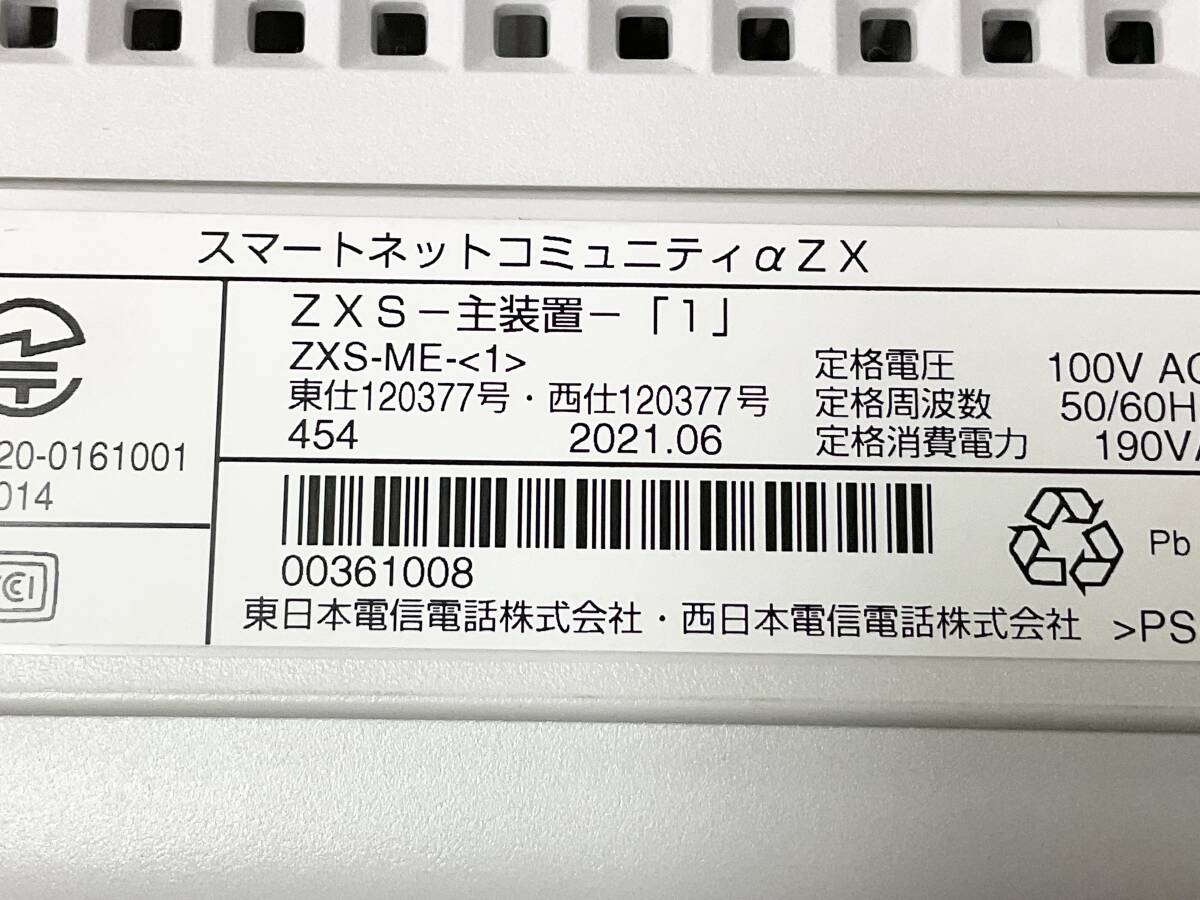 スマートネットコミュニティαZX
ZXS－主装置－「1」
ZXS-ME-<1>
東仕120377号・西仕120377号
454 2021.06
定格電圧 100V AC
定格周波数 50/60H
定格消費電力 190VA
20-0161001
014
00361008
東日本電信電話株式会社・西日本電信電話株式会社 >PS
Pb